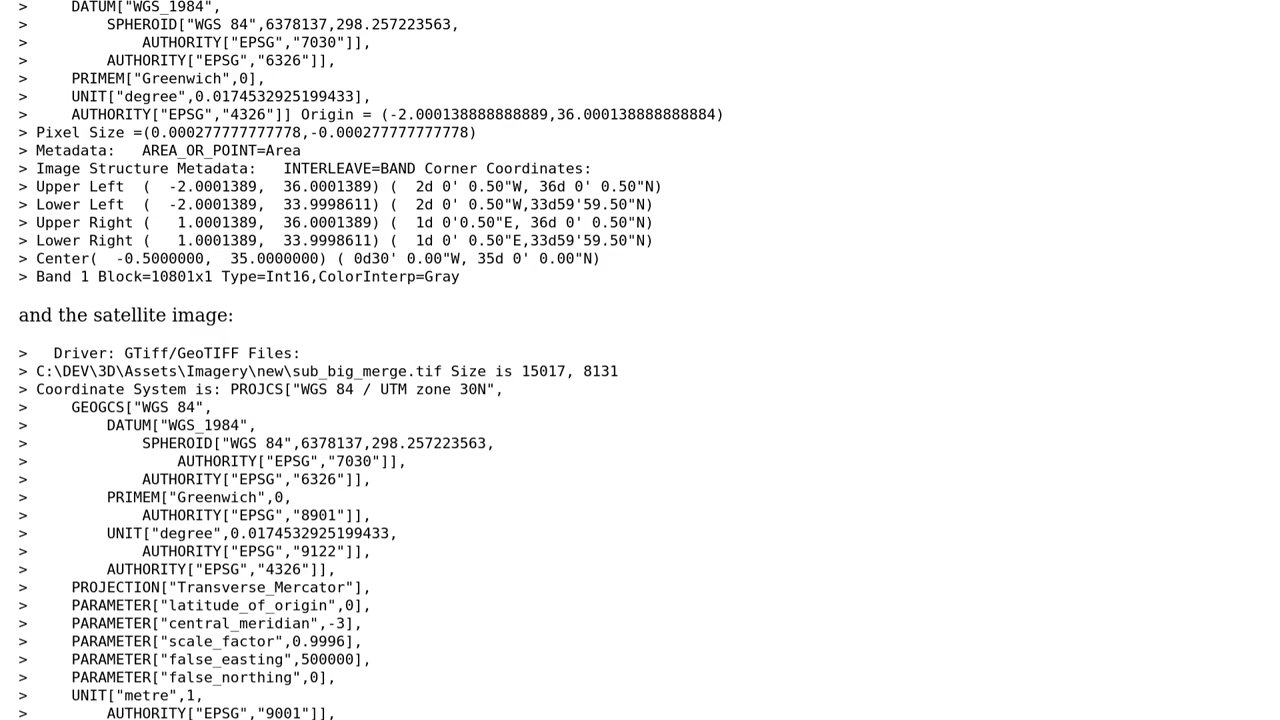 >     DATUM["WGS_1984",
>         SPHEROID["WGS 84",6378137,298.257223563,
>             AUTHORITY["EPSG","7030"]],
>         AUTHORITY["EPSG","6326"]],
>     PRIMEM["Greenwich",0],
>     UNIT["degree",0.0174532925199433],
>     AUTHORITY["EPSG","4326"]] Origin = (-2.000138888888889,36.000138888888884)
> Pixel Size =(0.000277777777778,-0.000277777777778)
> Metadata:   AREA_OR_POINT=Area
> Image Structure Metadata:   INTERLEAVE=BAND Corner Coordinates:
> Upper Left  (  -2.0001389,  36.0001389) (  2d 0' 0.50"W, 36d 0' 0.50"N)
> Lower Left  (  -2.0001389,  33.9998611) (  2d 0' 0.50"W,33d59'59.50"N)
> Upper Right (   1.0001389,  36.0001389) (  1d 0'0.50"E, 36d 0' 0.50"N)
> Lower Right (   1.0001389,  33.9998611) (  1d 0' 0.50"E,33d59'59.50"N)
> Center(  -0.5000000,  35.0000000) ( 0d30' 0.00"W, 35d 0' 0.00"N)
> Band 1 Block=10801x1 Type=Int16,ColorInterp=Gray
and the satellite image:
>   Driver: GTiff/GeoTIFF Files:
> C:\DEV\3D\Assets\Imagery\new\sub_big_merge.tif Size is 15017, 8131
> Coordinate System is: PROJCS["WGS 84 / UTM zone 30N",
>     GEOGCS["WGS 84",
>         DATUM["WGS_1984",
>             SPHEROID["WGS 84",6378137,298.257223563,
>                 AUTHORITY["EPSG","7030"]],
>             AUTHORITY["EPSG","6326"]],
>         PRIMEM["Greenwich",0,
>             AUTHORITY["EPSG","8901"]],
>         UNIT["degree",0.0174532925199433,
>             AUTHORITY["EPSG","9122"]],
>         AUTHORITY["EPSG","4326"]],
>     PROJECTION["Transverse_Mercator"],
>     PARAMETER["latitude_of_origin",0],
>     PARAMETER["central_meridian",-3],
>     PARAMETER["scale_factor",0.9996],
>     PARAMETER["false_easting",500000],
>     PARAMETER["false_northing",0],
>     UNIT["metre",1,
>         AUTHORITY["EPSG","9001"]],